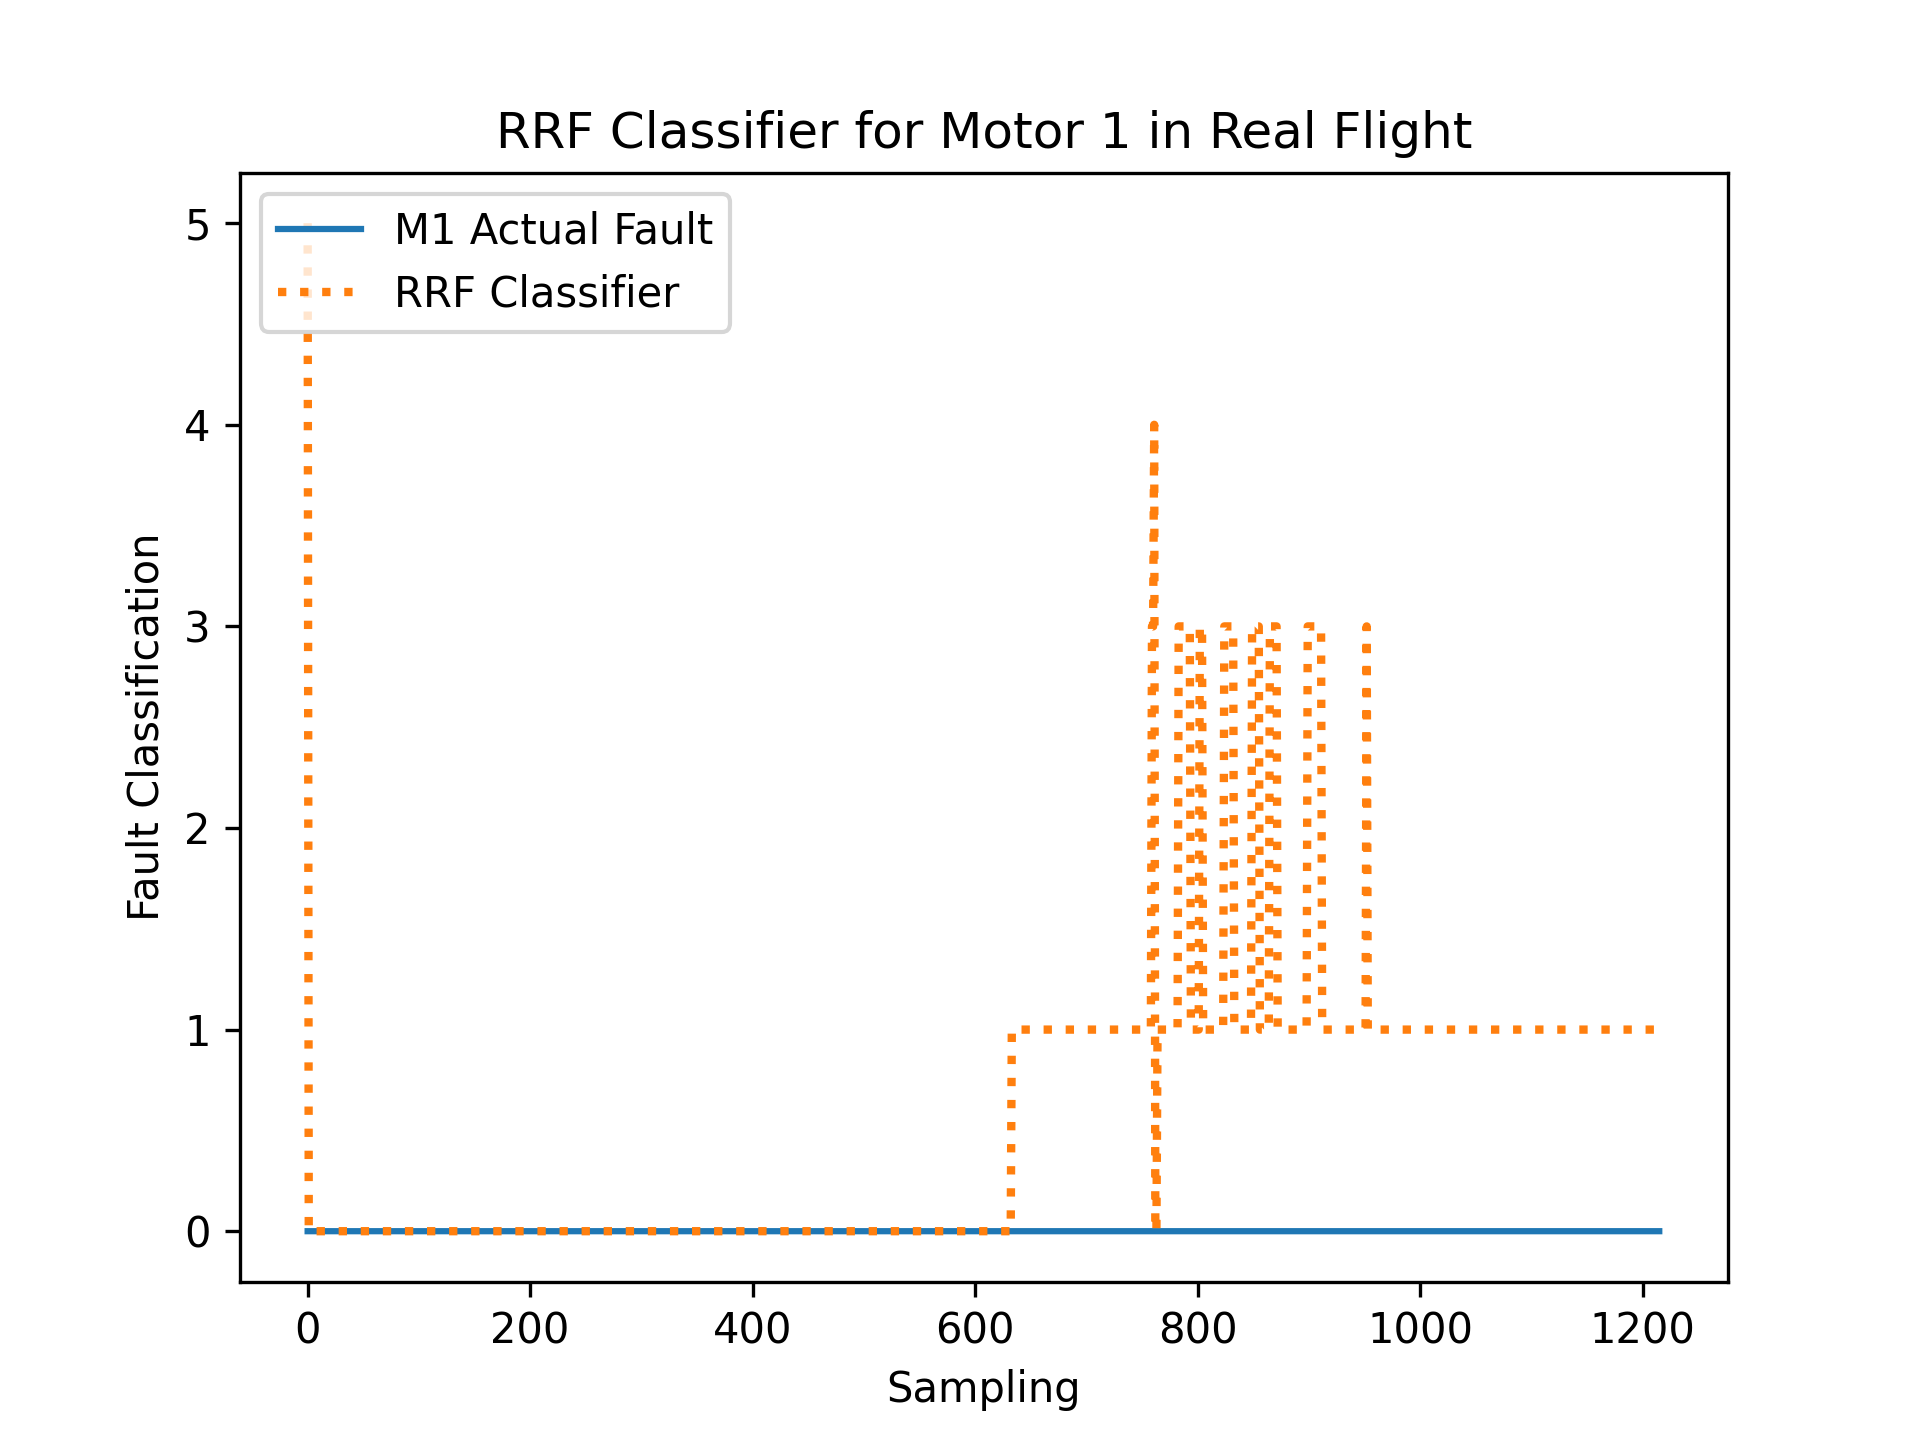 RRF Classifier for Motor 1 in Real Flight
M1 Actual Fault
RRF Classifier
Fault Classification
5
4
3
2
1
0
0 200 400 600 800 1000 1200
Sampling